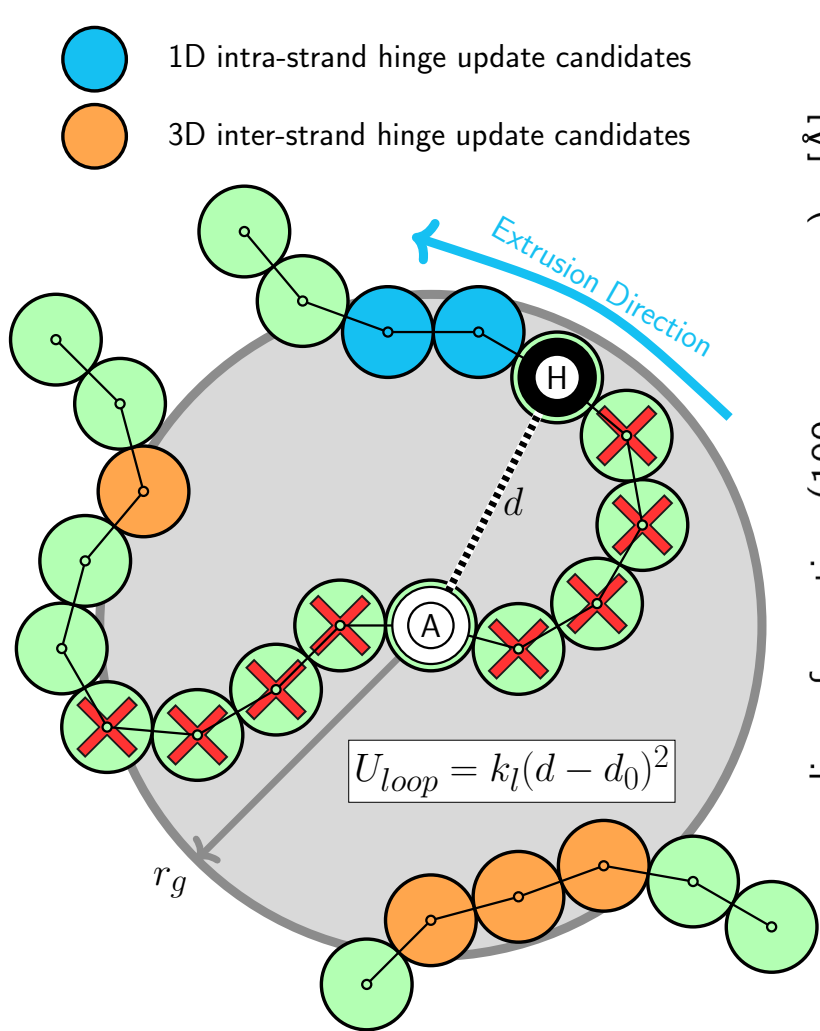 1D intra-strand hinge update candidates
3D inter-strand hinge update candidates
Extrusion Direction
H
d
A
U_{loop} = k_l(d − d_0)^2
r_g